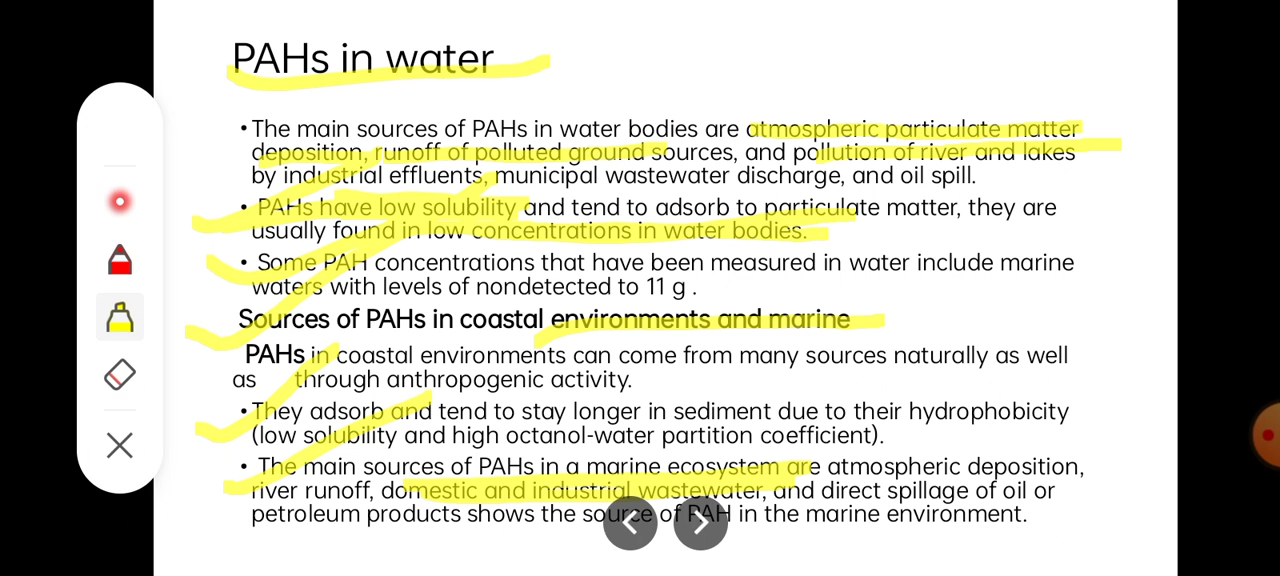 PAHs in water
•The main sources of PAHs in water bodies are atmospheric particulate matter
deposition, runoff of polluted ground sources, and pollution of river and lakes
by industrial effluents, municipal wastewater discharge, and oil spill.
• PAHs have low solubility and tend to adsorb to particulate matter, they are
usually found in low concentrations in water bodies.
• Some PAH concentrations that have been measured in water include marine
waters with levels of nondetected to 11 g .
Sources of PAHs in coastal environments and marine
PAHs in coastal environments can come from many sources naturally as well
as through anthropogenic activity.
•They adsorb and tend to stay longer in sediment due to their hydrophobicity
(low solubility and high octanol-water partition coefficient).
• The main sources of PAHs in a marine ecosystem are atmospheric deposition,
river runoff, domestic and industrial wastewater, and direct spillage of oil or
petroleum products shows the source of PAH in the marine environment.